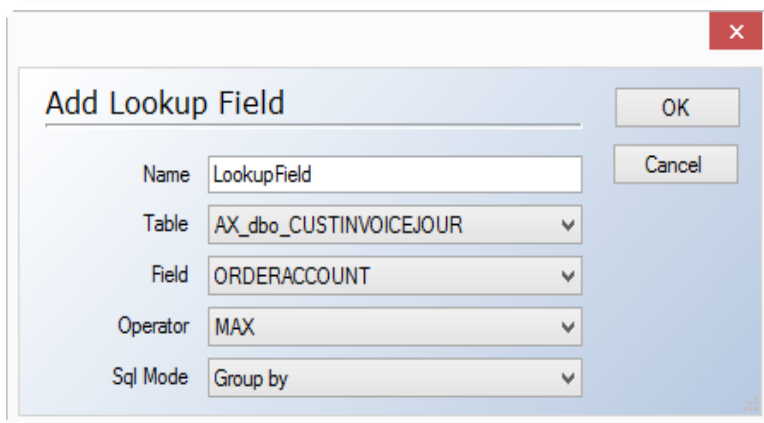 Add Lookup Field
OK
Name LookupField
Cancel
Table AX_dbo_CUSTINVOICEJOUR
Field ORDERACCOUNT
Operator MAX
Sql Mode Group by